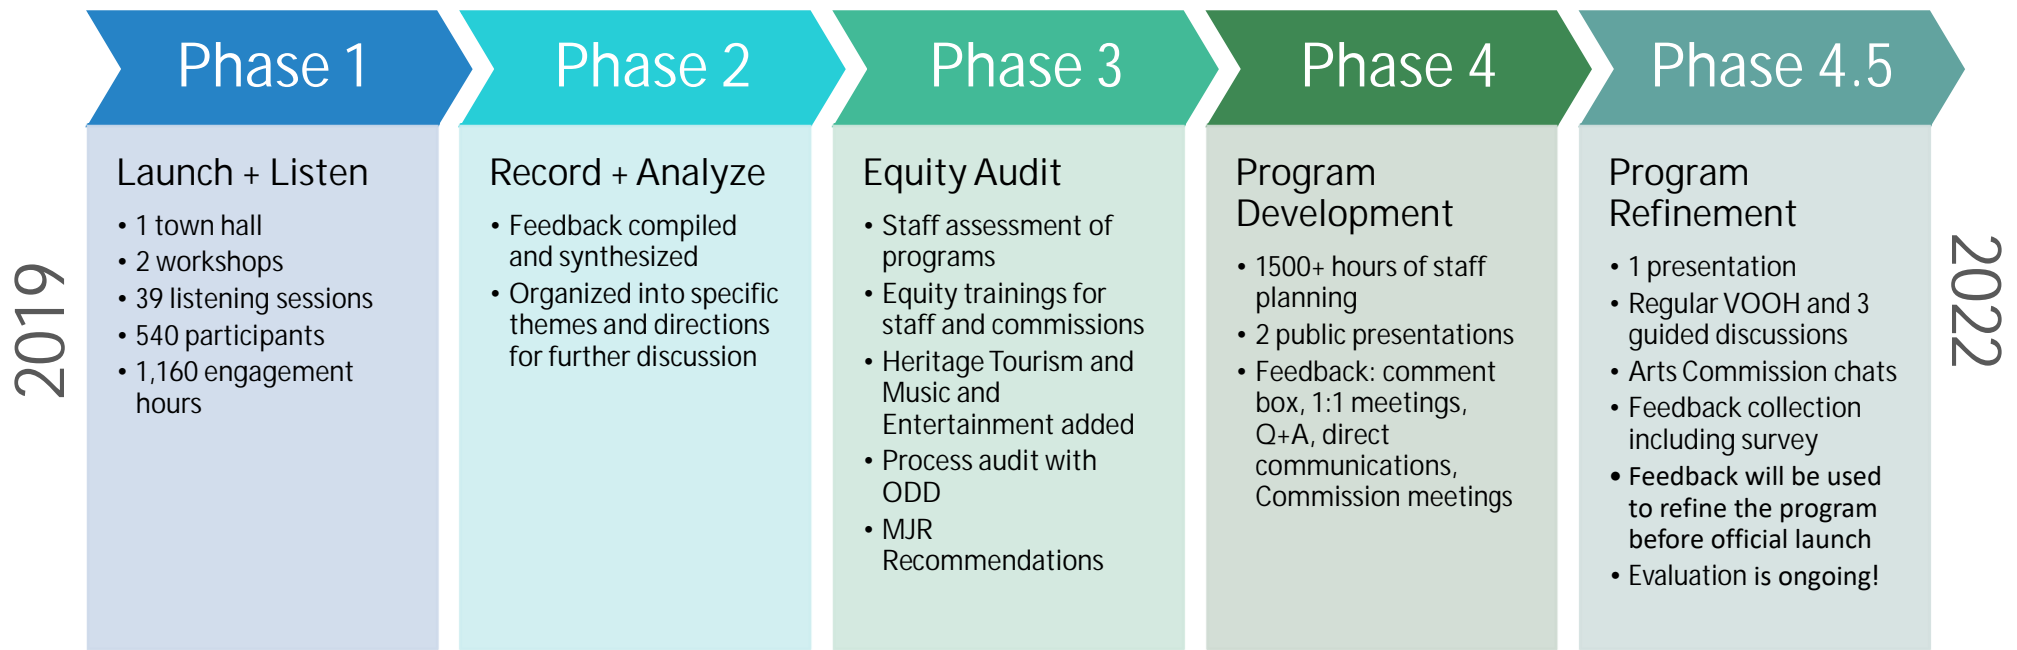 2019
Phase 1
Launch + Listen
• 1 town hall
• 2 workshops
• 39 listening sessions
• 540 participants
• 1,160 engagement
hours
Phase 2
Record + Analyze
• Feedback compiled
and synthesized
• Organized into specific
themes and directions
for further discussion
Phase 3
Equity Audit
• Staff assessment of
programs
• Equity trainings for
staff and commissions
• Heritage Tourism and
Music and
Entertainment added
• Process audit with
ODD
• MJR
Recommendations
Phase 4
Program
Development
• 1500+ hours of staff
planning
• 2 public presentations
• Feedback: comment
box, 1:1 meetings,
Q+A, direct
communications,
Commission meetings
Phase 4.5
Program
Refinement
• 1 presentation
• Regular VOOH and 3
guided discussions
• Arts Commission chats
• Feedback collection
including survey
• Feedback will be used
to refine the program
before official launch
• Evaluation is ongoing!
2022